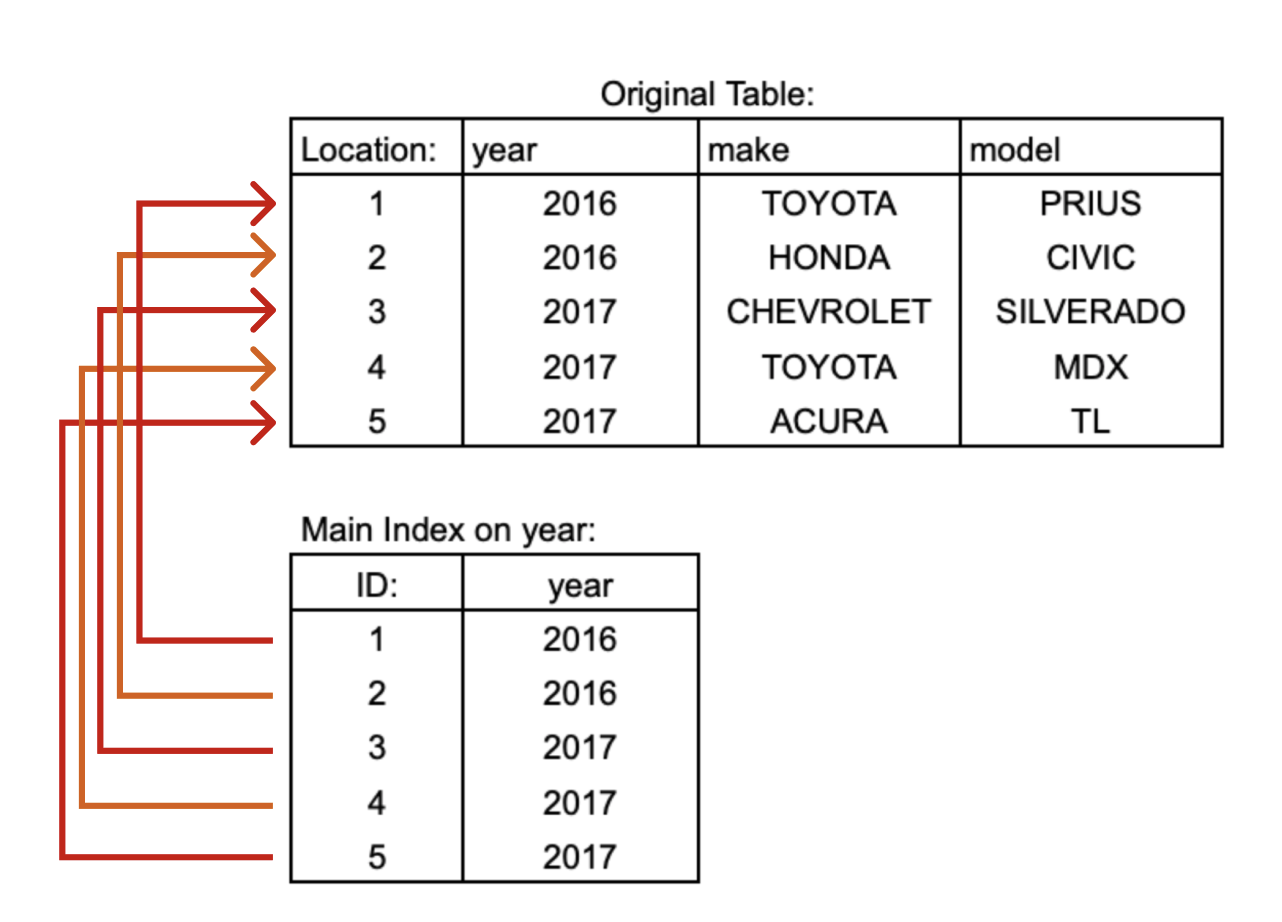 Original Table:
Location: year make model
1 2016 TOYOTA PRIUS
2 2016 HONDA CIVIC
3 2017 CHEVROLET SILVERADO
4 2017 TOYOTA MDX
5 2017 ACURA TL
Main Index on year:
ID: year
1 2016
2 2016
3 2017
4 2017
5 2017